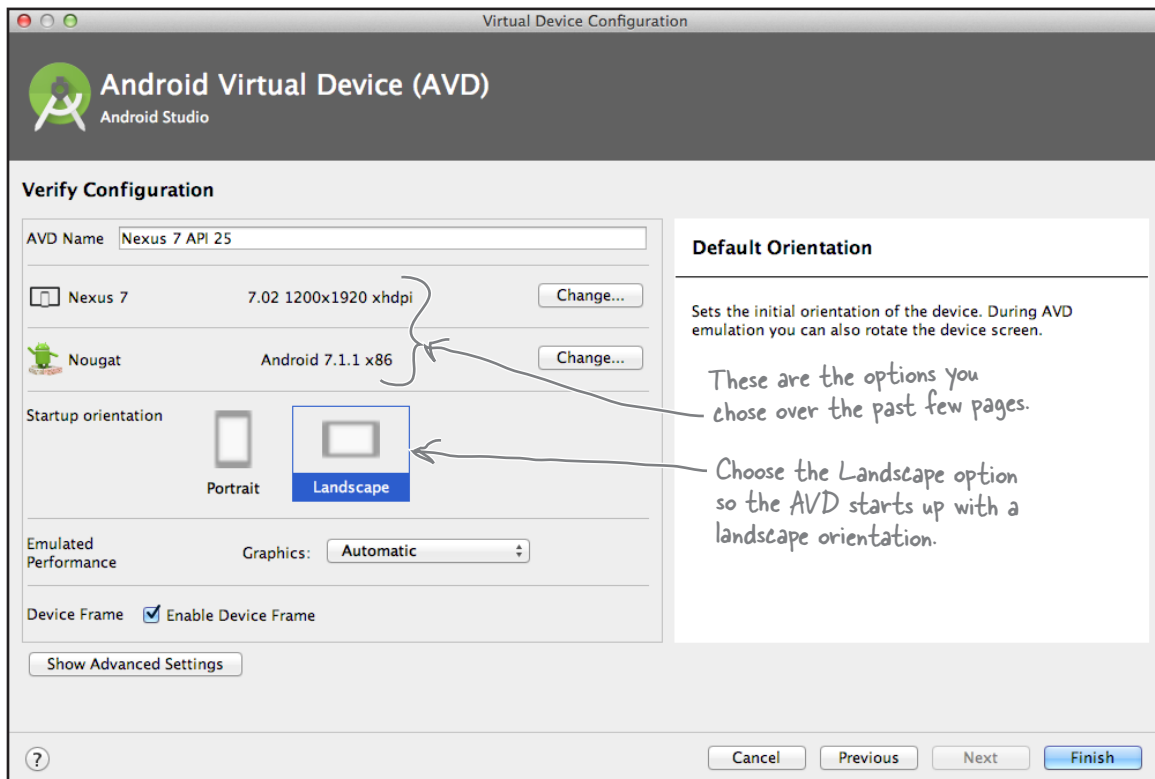 Virtual Device Configuration
Android Virtual Device (AVD)
Android Studio
Verify Configuration
AVD Name Nexus 7 API 25
Nexus 7 7.02 1200x1920 xhdpi Change...
Nougat Android 7.1.1 x86 Change...
Startup orientation
Portrait
Landscape
Emulated
Performance
Graphics: Automatic
Device Frame Enable Device Frame
Show Advanced Settings
Default Orientation
Sets the initial orientation of the device. During AVD
emulation you can also rotate the device screen.
These are the options you
chose over the past few pages.
Choose the Landscape option
so the AVD starts up with a
landscape orientation.
?
Cancel Previous Next Finish